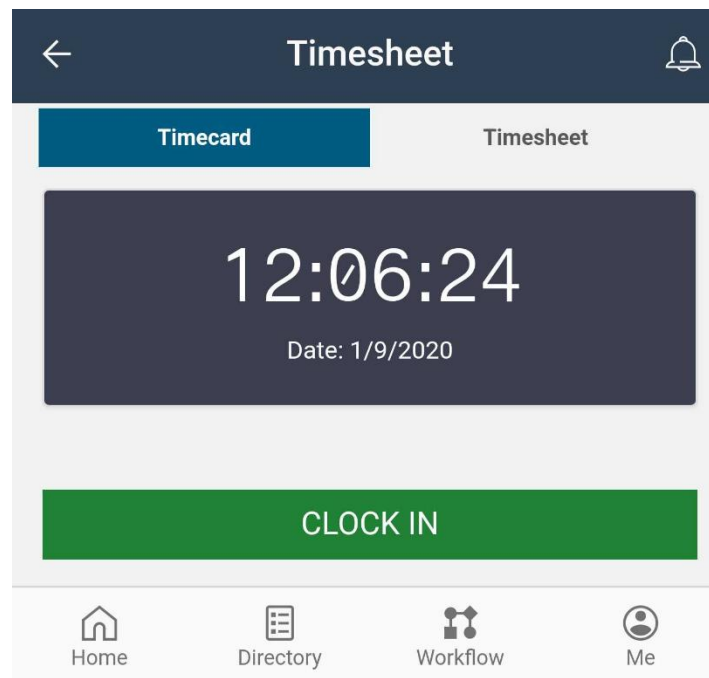 Timesheet
Timecard Timesheet
12:06:24
Date: 1/9/2020
CLOCK IN
Home Directory Workflow Me